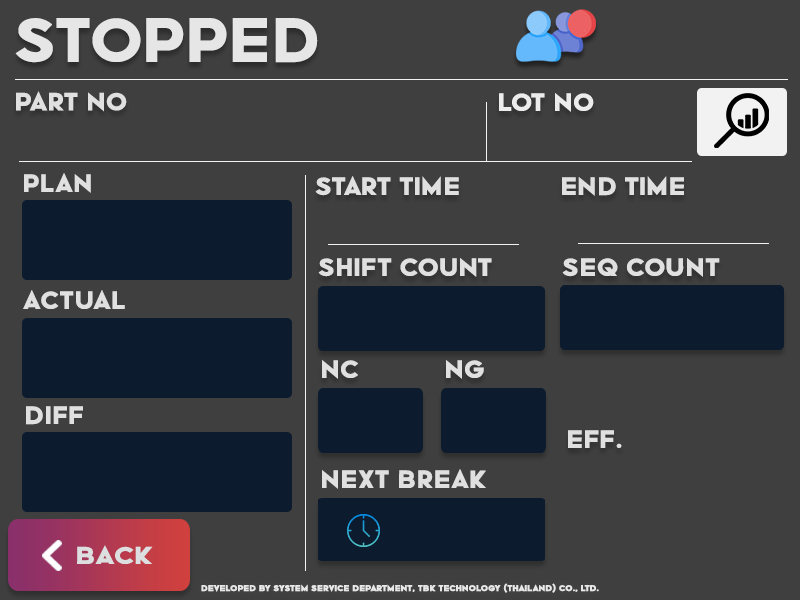 STOPPED
PART NO
LOT NO
PLAN
START TIME
END TIME
SHIFT COUNT
SEQ COUNT
ACTUAL
NC
NG
DIFF
EFF.
NEXT BREAK
BACK
DEVELOPED BY SYSTEM SERVICE DEPARTMENT, TBK TECHNOLOGY (THAILAND) CO., LTD.